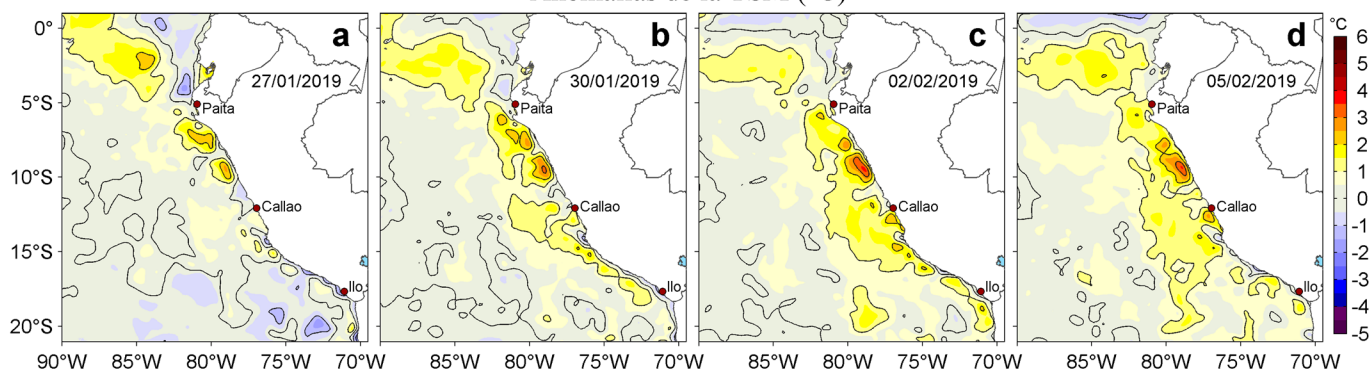 a
b
c
d
27/01/2019
30/01/2019
02/02/2019
05/02/2019
Paita
Paita
Paita
Paita
Callao
Callao
Callao
Callao
Ilo
Ilo
Ilo
Ilo
0°
5°S
10°S
15°S
20°S
90°W 85°W 80°W 75°W 70°W
85°W 80°W 75°W 70°W
85°W 80°W 75°W 70°W
85°W 80°W 75°W 70°W
°C
6
5
4
3
2
1
0
-1
-2
-3
-4
-5